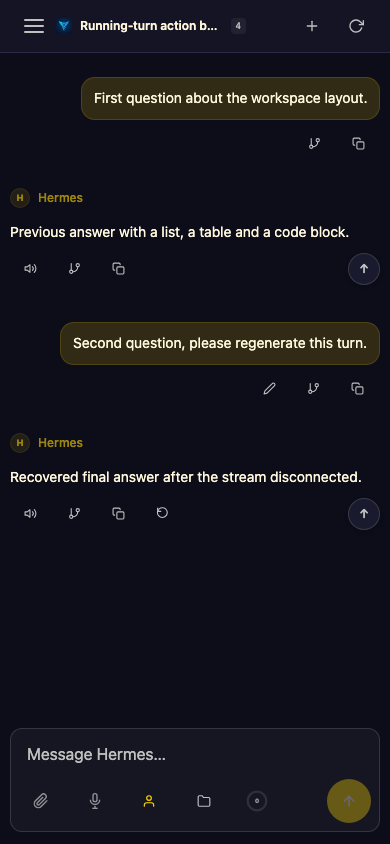 Running-turn action b...
4
First question about the workspace layout.
H Hermes
Previous answer with a list, a table and a code block.
Second question, please regenerate this turn.
H Hermes
Recovered final answer after the stream disconnected.
Message Hermes...
0